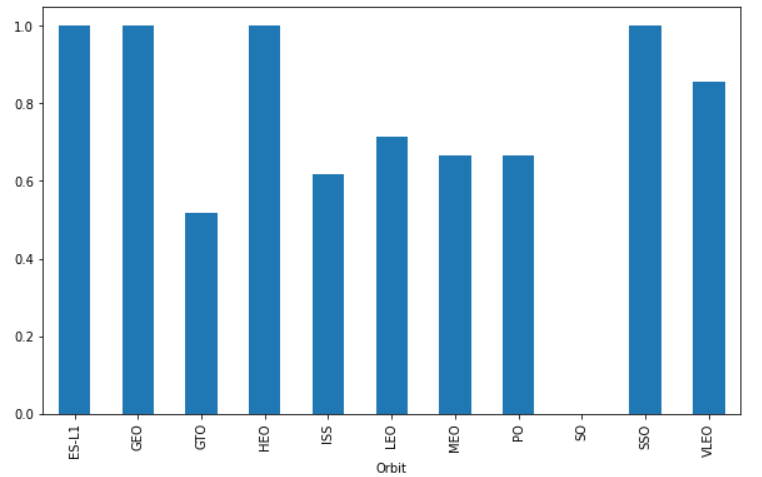 1.0
0.8
0.6
0.4
0.2
0.0
ES-L1
GEO
GTO
HEO
ISS
LEO
MEO
PO
SO
SSO
VLEO
Orbit